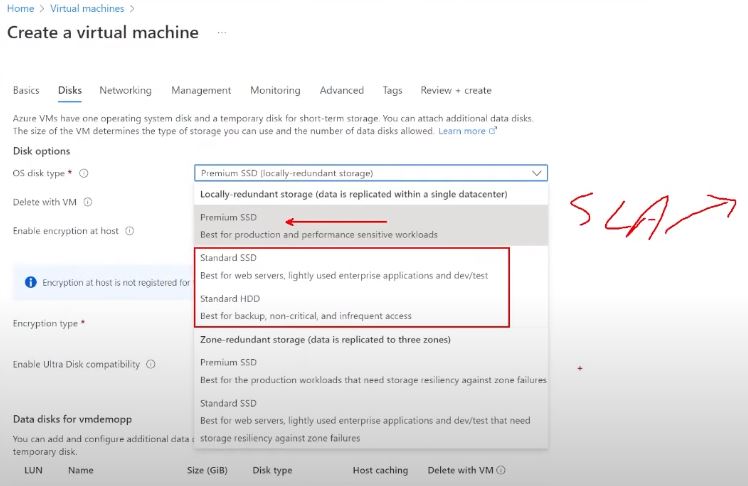 Home > Virtual machines >
Create a virtual machine ...
Basics Disks Networking Management Monitoring Advanced Tags Review + create
Azure VMs have one operating system disk and a temporary disk for short-term storage. You can attach additional data disks.
The size of the VM determines the type of storage you can use and the number of data disks allowed. Learn more
Disk options
OS disk type * Premium SSD (locally-redundant storage)
Locally-redundant storage (data is replicated within a single datacenter)
Delete with VM
Premium SSD
Enable encryption at host
Best for production and performance sensitive workloads
SLA
Standard SSD
Best for web servers, lightly used enterprise applications and dev/test
Encryption at host is not registered for
Standard HDD
Best for backup, non-critical, and infrequent access
Encryption type *
Zone-redundant storage (data is replicated to three zones)
Enable Ultra Disk compatibility
Premium SSD
Best for the production workloads that need storage resiliency against zone failures
Standard SSD
Best for web servers, lightly used enterprise applications and dev/test that need
storage resiliency against zone failures
Data disks for vmdemopp
You can add and configure additional data
temporary disk.
LUN Name Size (GiB) Disk type Host caching Delete with VM